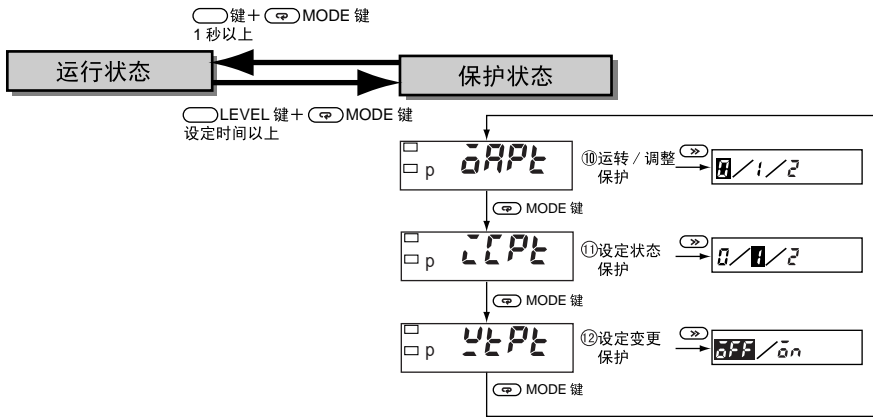 键＋ MODE 键
1 秒以上
运行状态
保护状态
LEVEL 键＋ MODE 键
设定时间以上
p oAPt ⑩运转 / 调整 » 0/1/2
保护
MODE 键
p iCPt ⑪设定状态 » 0/1/2
保护
MODE 键
p WtPt ⑫设定变更 » oFF/on
保护
MODE 键